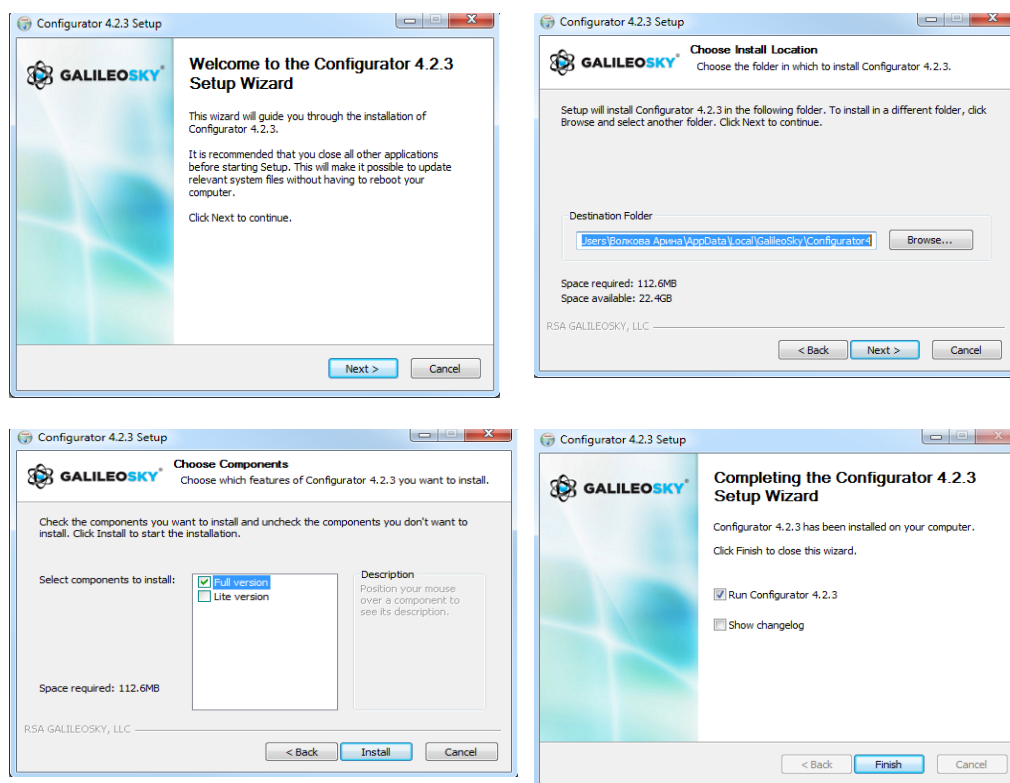 Configurator 4.2.3 Setup
GALILEOSKY
Welcome to the Configurator 4.2.3
Setup Wizard
This wizard will guide you through the installation of
Configurator 4.2.3.
It is recommended that you close all other applications
before starting Setup. This will make it possible to update
relevant system files without having to reboot your
computer.
Click Next to continue.
Next >
Cancel
Configurator 4.2.3 Setup
GALILEOSKY
Choose Install Location
Choose the folder in which to install Configurator 4.2.3.
Setup will install Configurator 4.2.3 in the following folder. To install in a different folder, click
Browse and select another folder. Click Next to continue.
Destination Folder
Users\Волкова Арина\AppData\Local\GalileoSky\Configurator4
Browse...
Space required: 112.6MB
Space available: 22.4GB
RSA GALILEOSKY, LLC
< Back
Next >
Cancel
Configurator 4.2.3 Setup
GALILEOSKY
Choose Components
Choose which features of Configurator 4.2.3 you want to install.
Check the components you want to install and uncheck the components you don't want to
install. Click Install to start the installation.
Select components to install:
Full version
Lite version
Description
Position your mouse
over a component to
see its description.
Space required: 112.6MB
RSA GALILEOSKY, LLC
< Back
Install
Cancel
Configurator 4.2.3 Setup
GALILEOSKY
Completing the Configurator 4.2.3
Setup Wizard
Configurator 4.2.3 has been installed on your computer.
Click Finish to close this wizard.
Run Configurator 4.2.3
Show changelog
< Back
Finish
Cancel